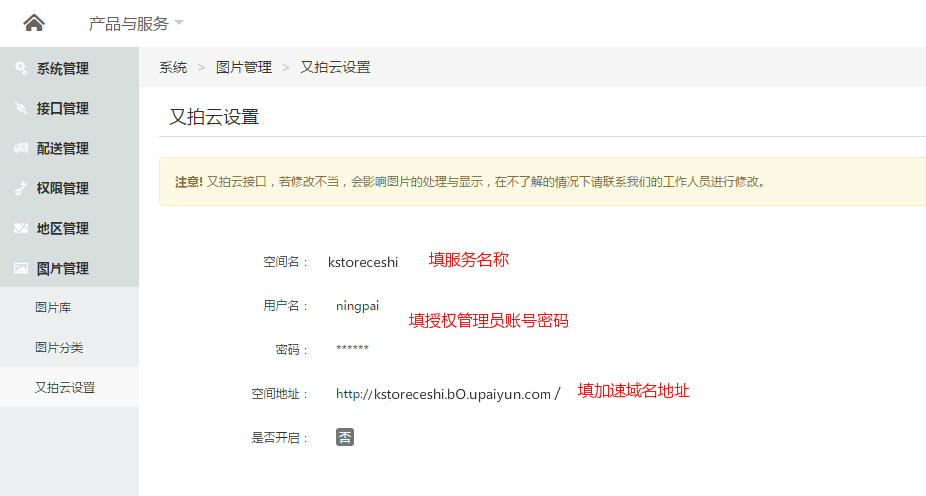 产品与服务
系统管理
接口管理
配送管理
权限管理
地区管理
图片管理
图片库
图片分类
又拍云设置
系统 > 图片管理 > 又拍云设置
又拍云设置
注意! 又拍云接口，若修改不当，会影响图片的处理与显示，在不了解的情况下请联系我们的工作人员进行修改。
空间名： kstoreceshi 填服务名称
用户名： ningpai
填授权管理员账号密码
密码： ******
空间地址： http://kstoreceshi.bO.upaiyun.com / 填加速域名地址
是否开启： 否